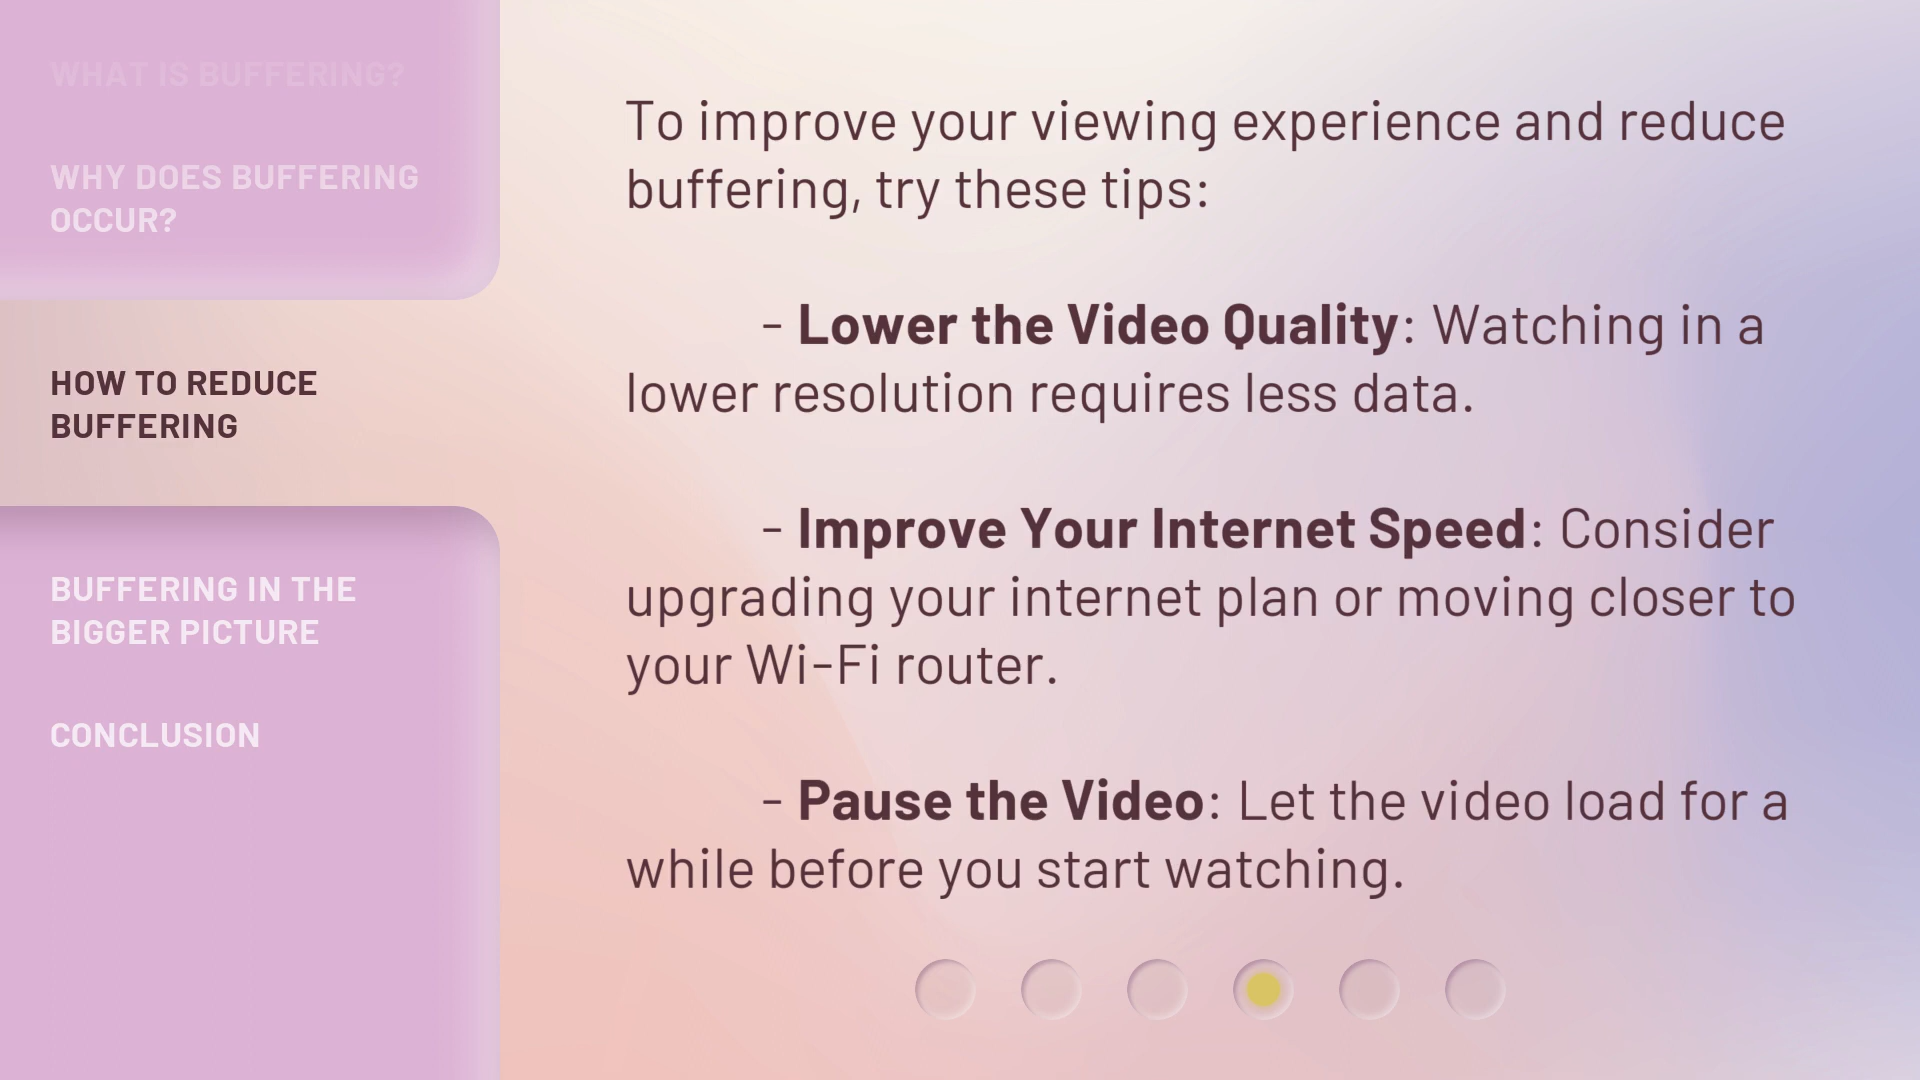 WHAT IS BUFFERING?
WHY DOES BUFFERING
OCCUR?
HOW TO REDUCE
BUFFERING
BUFFERING IN THE
BIGGER PICTURE
CONCLUSION
To improve your viewing experience and reduce
buffering, try these tips:
- Lower the Video Quality: Watching in a
lower resolution requires less data.
- Improve Your Internet Speed: Consider
upgrading your internet plan or moving closer to
your Wi-Fi router.
- Pause the Video: Let the video load for a
while before you start watching.